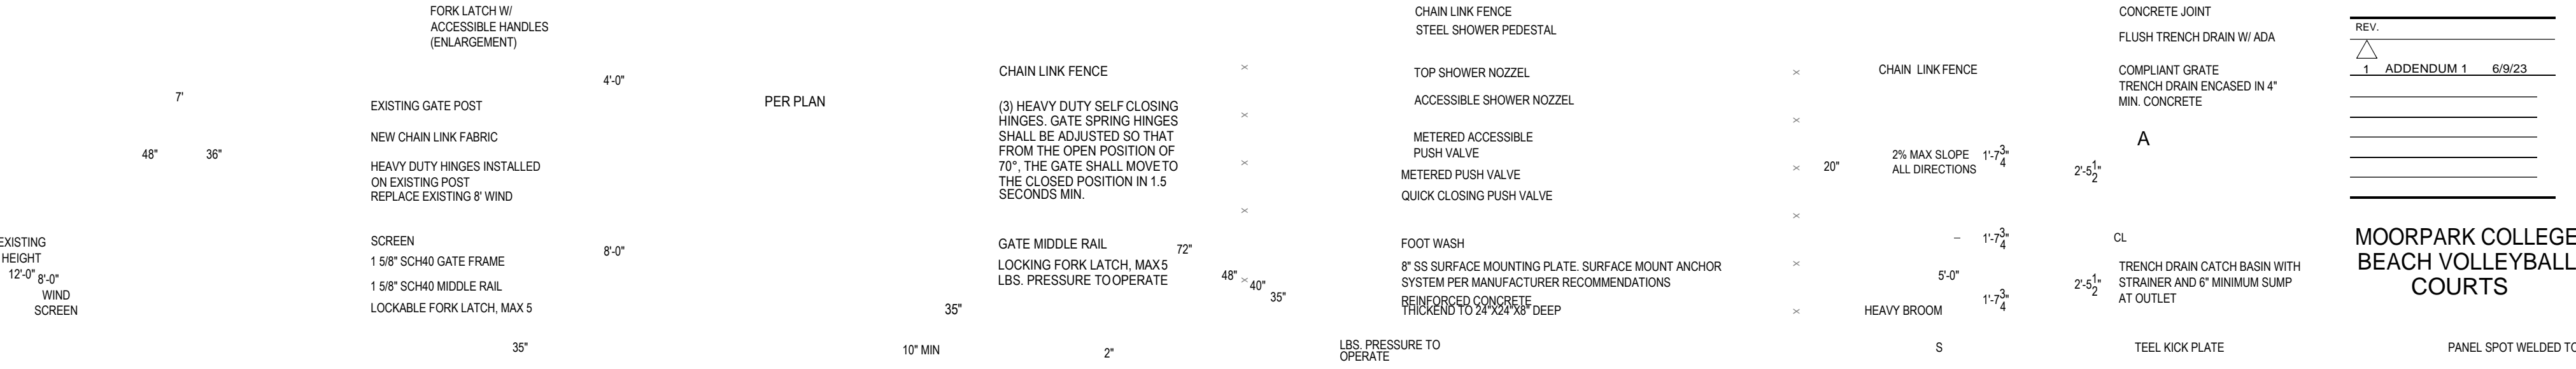 FORK LATCH W/
ACCESSIBLE HANDLES
(ENLARGEMENT)
4'-0"
7'
EXISTING GATE POST
NEW CHAIN LINK FABRIC
48"
36"
HEAVY DUTY HINGES INSTALLED
ON EXISTING POST
REPLACE EXISTING 8' WIND
EXISTING
HEIGHT
12'-0"
8'-0"
WIND
SCREEN
SCREEN
8'-0"
1 5/8" SCH40 GATE FRAME
1 5/8" SCH40 MIDDLE RAIL
LOCKABLE FORK LATCH, MAX 5
35"
PER PLAN
35"
10" MIN
CHAIN LINK FENCE
(3) HEAVY DUTY SELF CLOSING
HINGES. GATE SPRING HINGES
SHALL BE ADJUSTED SO THAT
FROM THE OPEN POSITION OF
70°, THE GATE SHALL MOVE TO
THE CLOSED POSITION IN 1.5
SECONDS MIN.
GATE MIDDLE RAIL
72"
LOCKING FORK LATCH, MAX 5
LBS. PRESSURE TO OPERATE
48"
40"
35"
2"
CHAIN LINK FENCE
STEEL SHOWER PEDESTAL
TOP SHOWER NOZZEL
ACCESSIBLE SHOWER NOZZEL
METERED ACCESSIBLE
PUSH VALVE
METERED PUSH VALVE
QUICK CLOSING PUSH VALVE
FOOT WASH
8" SS SURFACE MOUNTING PLATE. SURFACE MOUNT ANCHOR
SYSTEM PER MANUFACTURER RECOMMENDATIONS
REINFORCED CONCRETE
THICKEND TO 24"X24"X8" DEEP
LBS. PRESSURE TO
OPERATE
20"
CHAIN LINK FENCE
2% MAX SLOPE
ALL DIRECTIONS
1'-7 3/4"
2'-5 1/2"
1'-7 3/4"
5'-0"
2'-5 1/2"
1'-7 3/4"
HEAVY BROOM
S
CONCRETE JOINT
FLUSH TRENCH DRAIN W/ ADA
COMPLIANT GRATE
TRENCH DRAIN ENCASED IN 4"
MIN. CONCRETE
A
CL
TRENCH DRAIN CATCH BASIN WITH
STRAINER AND 6" MINIMUM SUMP
AT OUTLET
TEEL KICK PLATE
REV.
1 ADDENDUM 1 6/9/23
MOORPARK COLLEGE
BEACH VOLLEYBALL
COURTS
PANEL SPOT WELDED TO